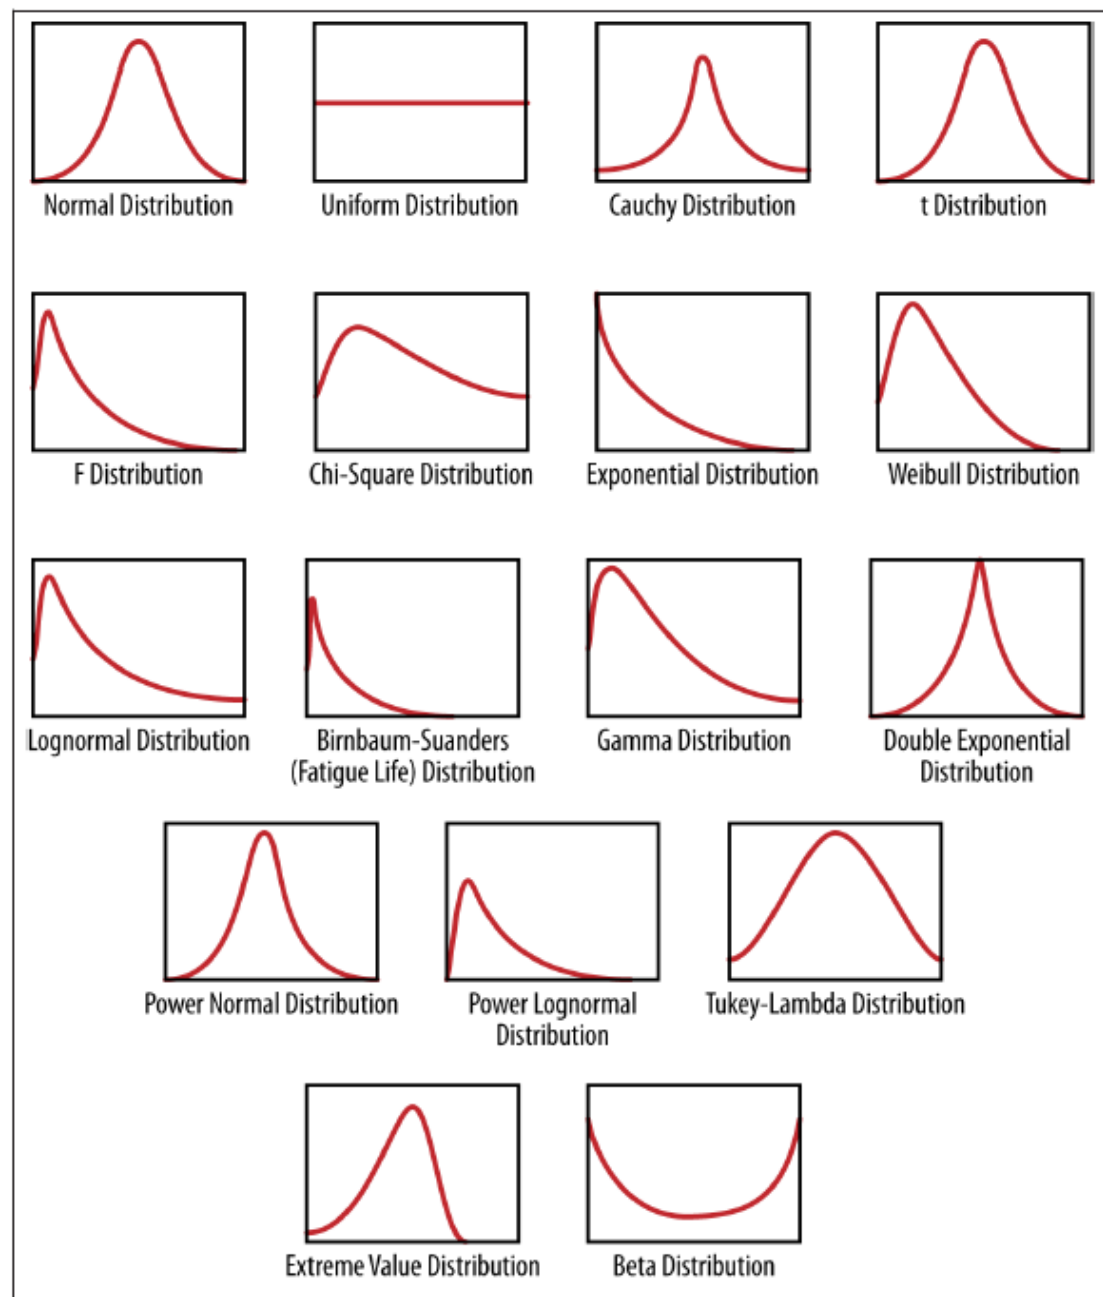 Normal Distribution
Uniform Distribution
Cauchy Distribution
t Distribution
F Distribution
Chi-Square Distribution
Exponential Distribution
Weibull Distribution
Lognormal Distribution
Birnbaum-Suanders
(Fatigue Life) Distribution
Gamma Distribution
Double Exponential
Distribution
Power Normal Distribution
Power Lognormal
Distribution
Tukey-Lambda Distribution
Extreme Value Distribution
Beta Distribution